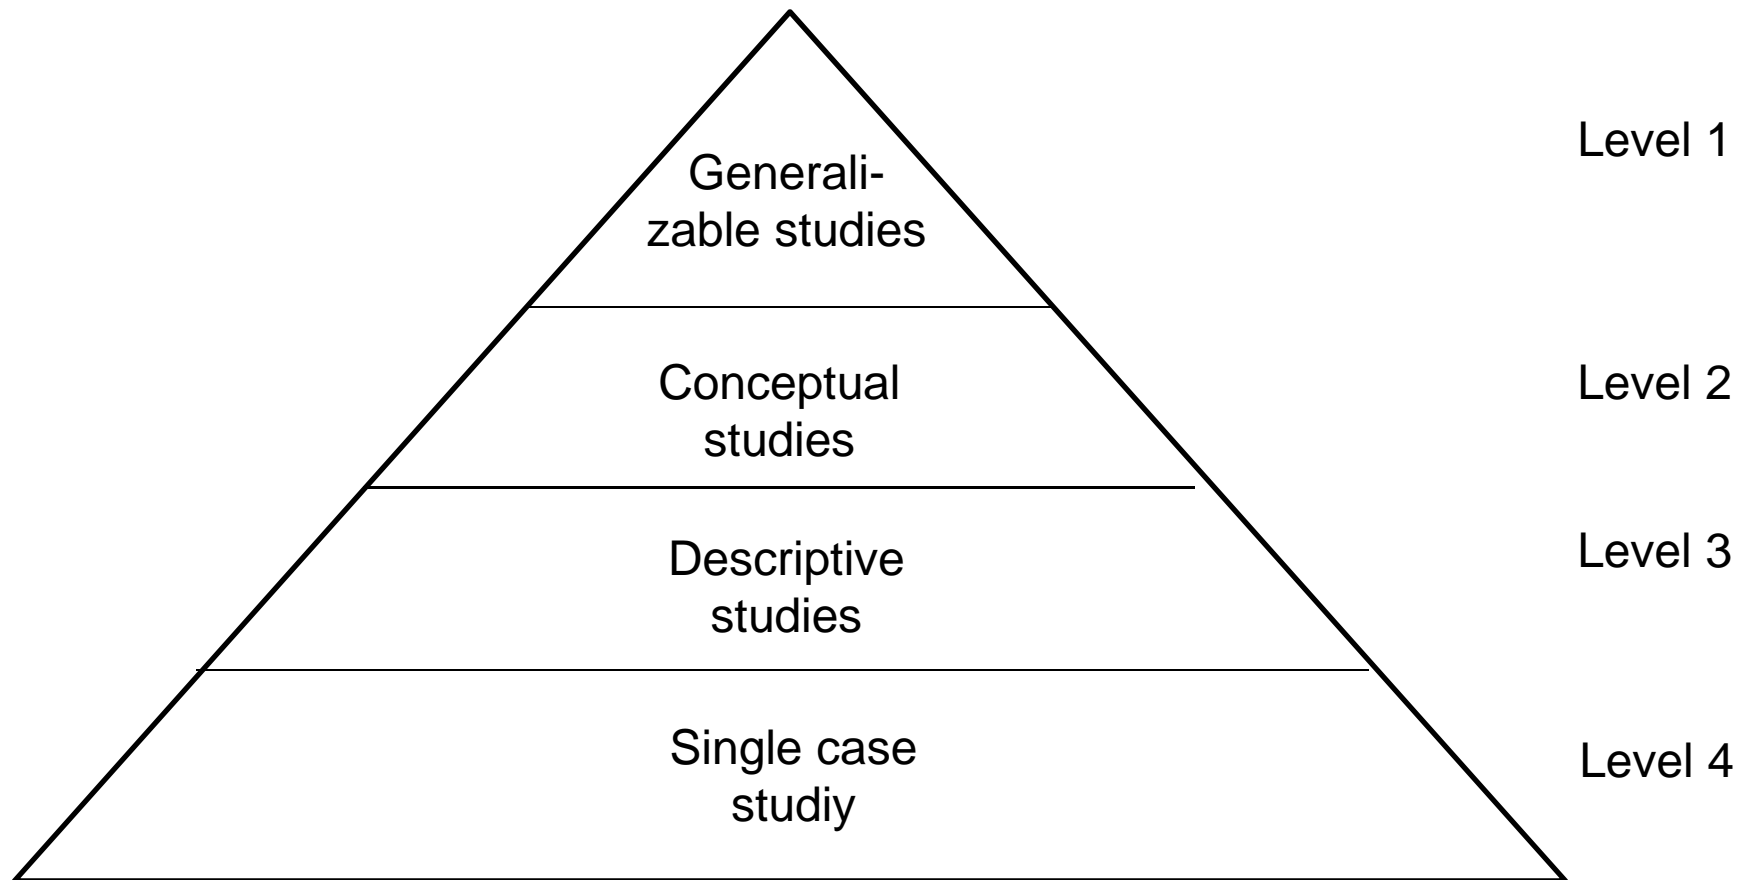 Level 1
Generali-
zable studies
Conceptual
studies
Level 2
Descriptive
studies
Level 3
Single case
studiy
Level 4